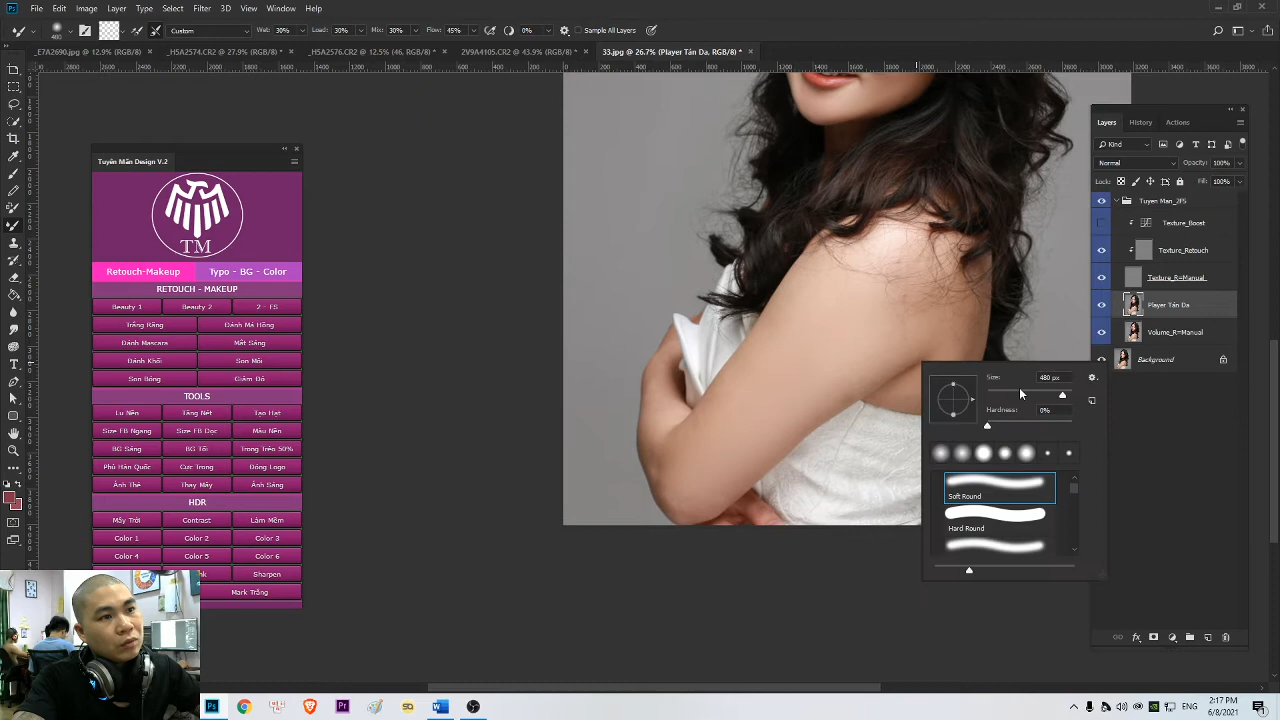 Ps File Edit Image Layer Type Select Filter 3D View Window Help
480 Custom Wet: 30% Load: 30% Mix: 30% Flow: 45% 0% Sample All Layers
_E7A2690.jpg @ 12.9% (RGB/8) × _H5A2574.CR2 @ 27.9% (RGB/8) * × _H5A2576.CR2 @ 12.5% (46, RGB/8*) × 2V9A4105.CR2 @ 43.9% (RGB/8) * × 33.jpg @ 26.7% (Player Tán Da, RGB/8) * ×
Layers History Actions
Kind
Normal Opacity: 100%
Lock: Fill: 100%
Tuyen Man_2F5
Texture_Boost
Texture_Retouch
Texture_R=Manual
Player Tán Da
Volume_R=Manual
Background
Tuyền Mãn Design V.2
TM
Retouch-Makeup Typo - BG - Color
RETOUCH - MAKEUP
Beauty 1 Beauty 2 2 - FS
Trắng Răng Đánh Má Hồng
Đánh Mascara Mắt Sáng
Đánh Khối Son Môi
Son Bóng Giảm Đỏ
TOOLS
Lu Nền Tăng Nét Tạo Hạt
Size FB Ngang Size FB Dọc Màu Nền
BG Sáng BG Tối Trong Trẻo 50%
Phủ Hàn Quốc Cực Trong Đóng Logo
Ảnh Thẻ Thay Mây Ánh Sáng
HDR
Mây Trời Contrast Làm Mềm
Color 1 Color 2 Color 3
Color 4 Color 5 Color 6
Sharpen
Mark Trắng
Size: 480 px
Hardness: 0%
Soft Round
Hard Round
2:17 PM
6/8/2021